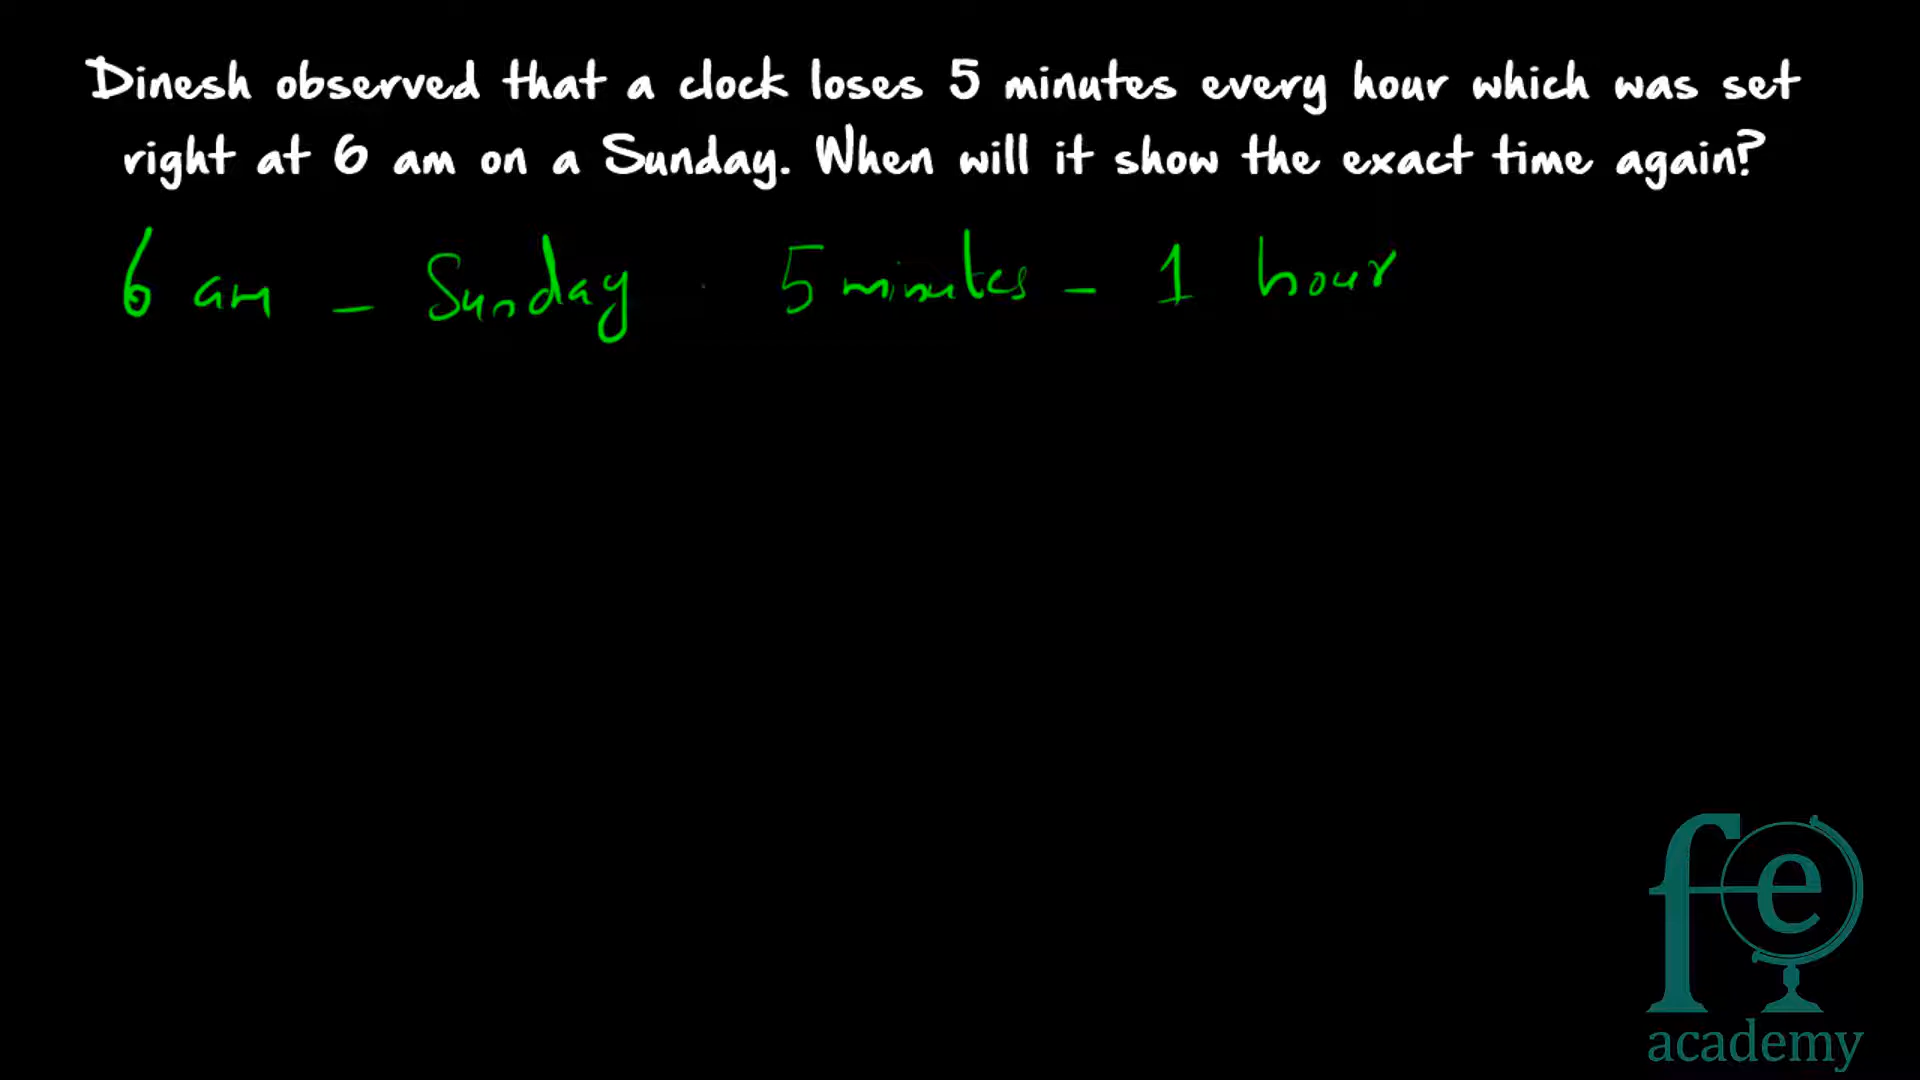 Dinesh observed that a clock loses 5 minutes every hour which was set
right at 6 am on a Sunday. When will it show the exact time again?
6 am - Sunday 5 minutes - 1 hour
fe
academy